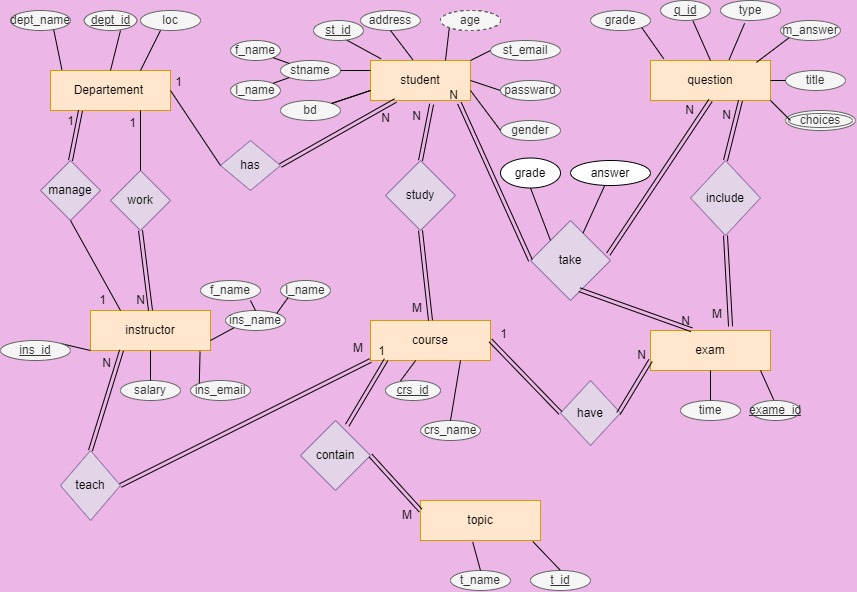 dept_name
dept_id
loc
Departement
1
1
1
manage
work
1
N
has
N
st_id
address
age
f_name
stname
l_name
bd
student
st_email
password
gender
N
N
study
M
grade
q_id
type
m_answer
question
title
choices
N
N
grade
answer
take
include
N
M
f_name
l_name
ins_name
instructor
ins_id
salary
ins_email
N
teach
M
1
course
1
crs_id
crs_name
contain
M
have
N
exam
time
exame_id
topic
t_name
t_id